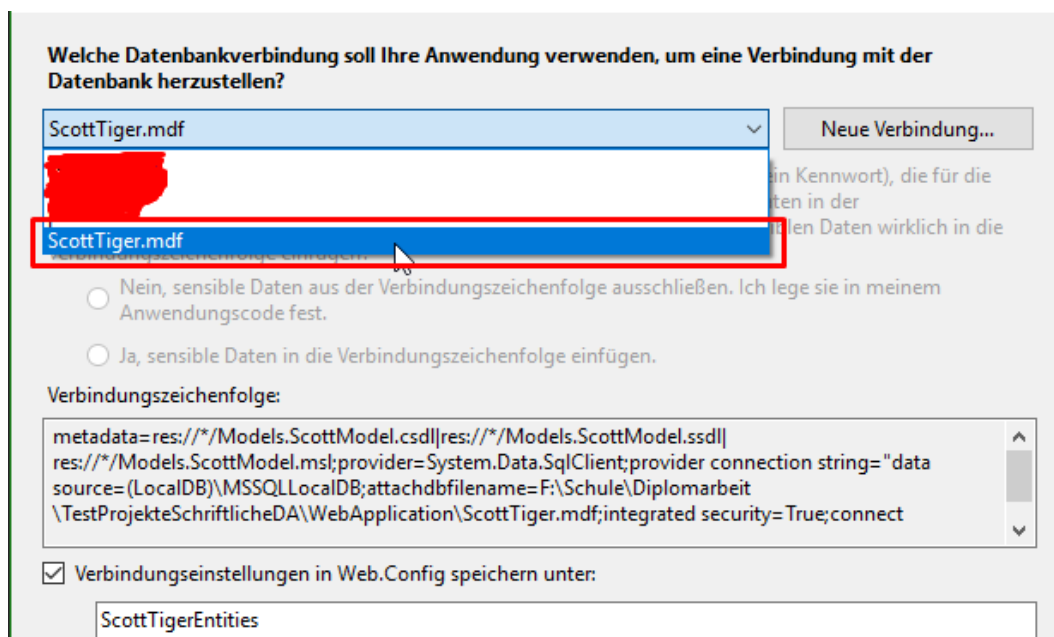 Welche Datenbankverbindung soll Ihre Anwendung verwenden, um eine Verbindung mit der
Datenbank herzustellen?
ScottTiger.mdf
Neue Verbindung...
ein Kennwort), die für die
ten in der
ScottTiger.mdf
iblen Daten wirklich in die
Verbindungszeichenfolge einfügen?
Nein, sensible Daten aus der Verbindungszeichenfolge ausschließen. Ich lege sie in meinem
Anwendungscode fest.
Ja, sensible Daten in die Verbindungszeichenfolge einfügen.
Verbindungszeichenfolge:
metadata=res://*/Models.ScottModel.csdl|res://*/Models.ScottModel.ssdl|
res://*/Models.ScottModel.msl;provider=System.Data.SqlClient;provider connection string="data
source=(LocalDB)\MSSQLLocalDB;attachdbfilename=F:\Schule\Diplomarbeit
\TestProjekteSchriftlicheDA\WebApplication\ScottTiger.mdf;integrated security=True;connect
Verbindungseinstellungen in Web.Config speichern unter:
ScottTigerEntities